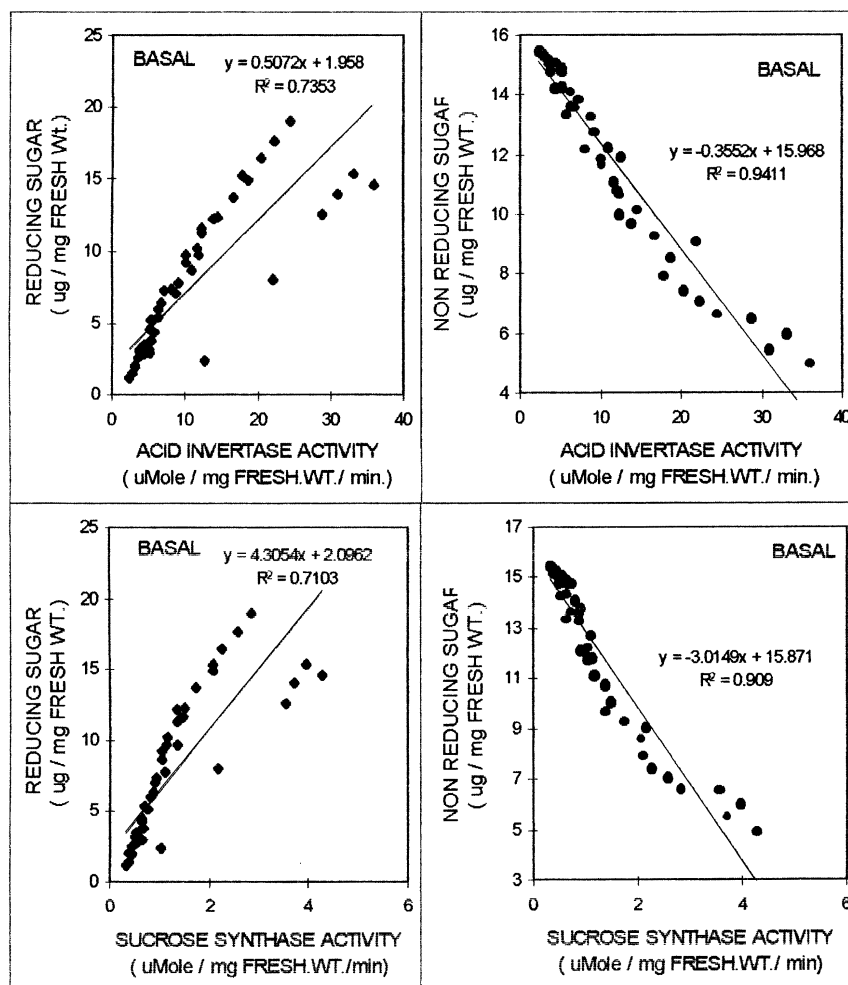 BASAL
y = 0.5072x + 1.958
R² = 0.7353
25
20
15
10
5
0
0 10 20 30 40
REDUCING SUGAR
( ug / mg FRESH Wt. )
ACID INVERTASE ACTIVITY
( uMole / mg FRESH.WT./ min.)
BASAL
y = -0.3552x + 15.968
R² = 0.9411
16
14
12
10
8
6
4
0 10 20 30 40
NON REDUCING SUGAF
( ug / mg FRESH WT.)
ACID INVERTASE ACTIVITY
( uMole / mg FRESH.WT./ min.)
BASAL
y = 4.3054x + 2.0962
R² = 0.7103
25
20
15
10
5
0
0 2 4 6
REDUCING SUGAR
( ug / mg FRESH WT.)
SUCROSE SYNTHASE ACTIVITY
( uMole / mg FRESH.WT./min)
BASAL
y = -3.0149x + 15.871
R² = 0.909
17
15
13
11
9
7
5
3
0 2 4 6
NON REDUCING SUGAF
( ug / mg FRESH WT.)
SUCROSE SYNTHASE ACTIVITY
( uMole / mg FRESH.WT./ min)